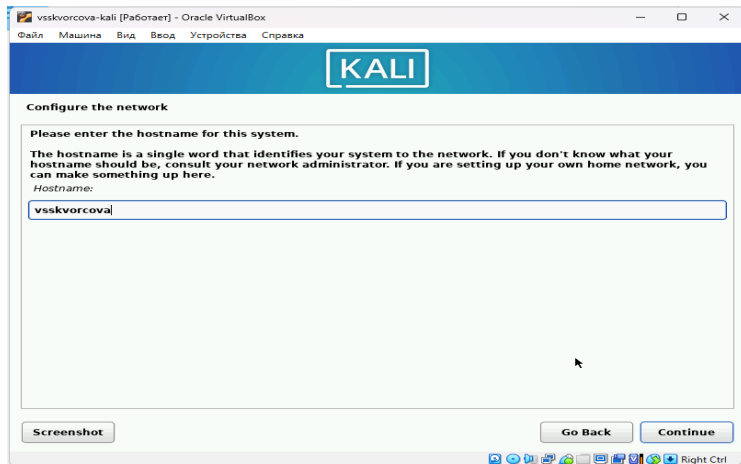 vsskvorcova-kali [Работает] - Oracle VirtualBox
Файл Машина Вид Ввод Устройства Справка
KALI
Configure the network
Please enter the hostname for this system.
The hostname is a single word that identifies your system to the network. If you don't know what your
hostname should be, consult your network administrator. If you are setting up your own home network, you
can make something up here.
Hostname:
vsskvorcova
Screenshot Go Back Continue
Right Ctrl